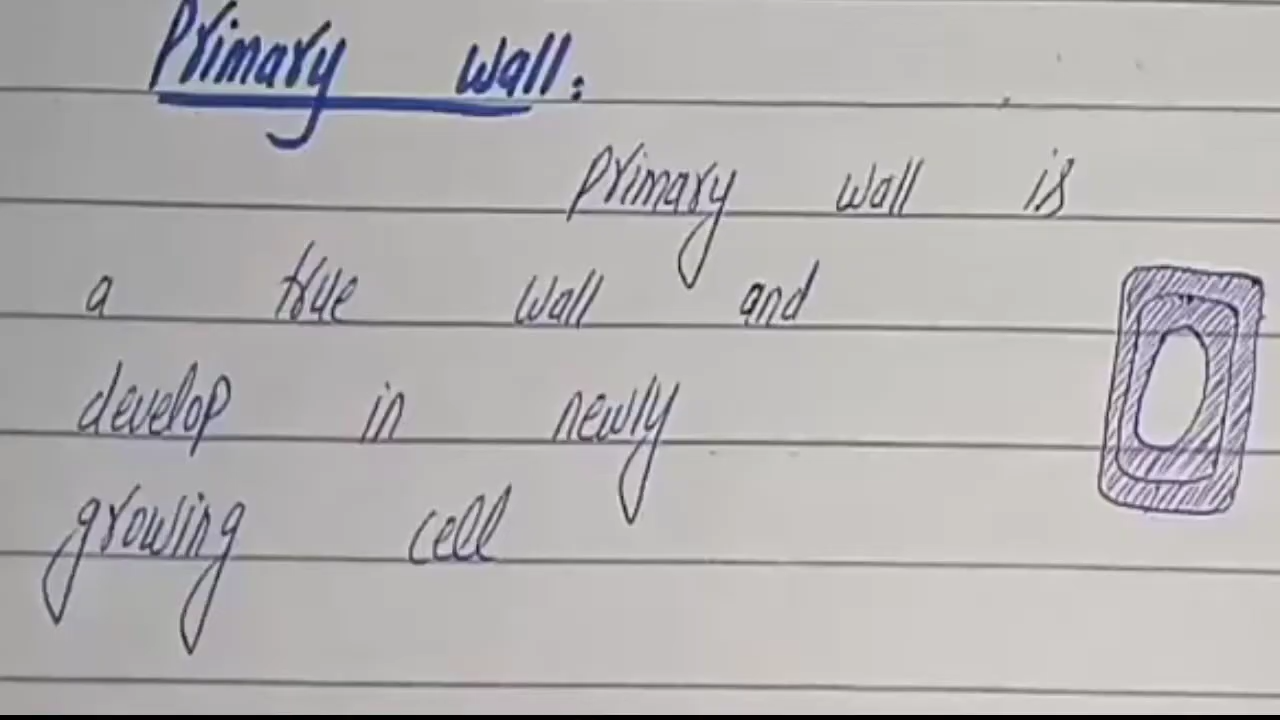 Primary Wall:
Primary wall is
a true wall and
develop in newly
growing cell